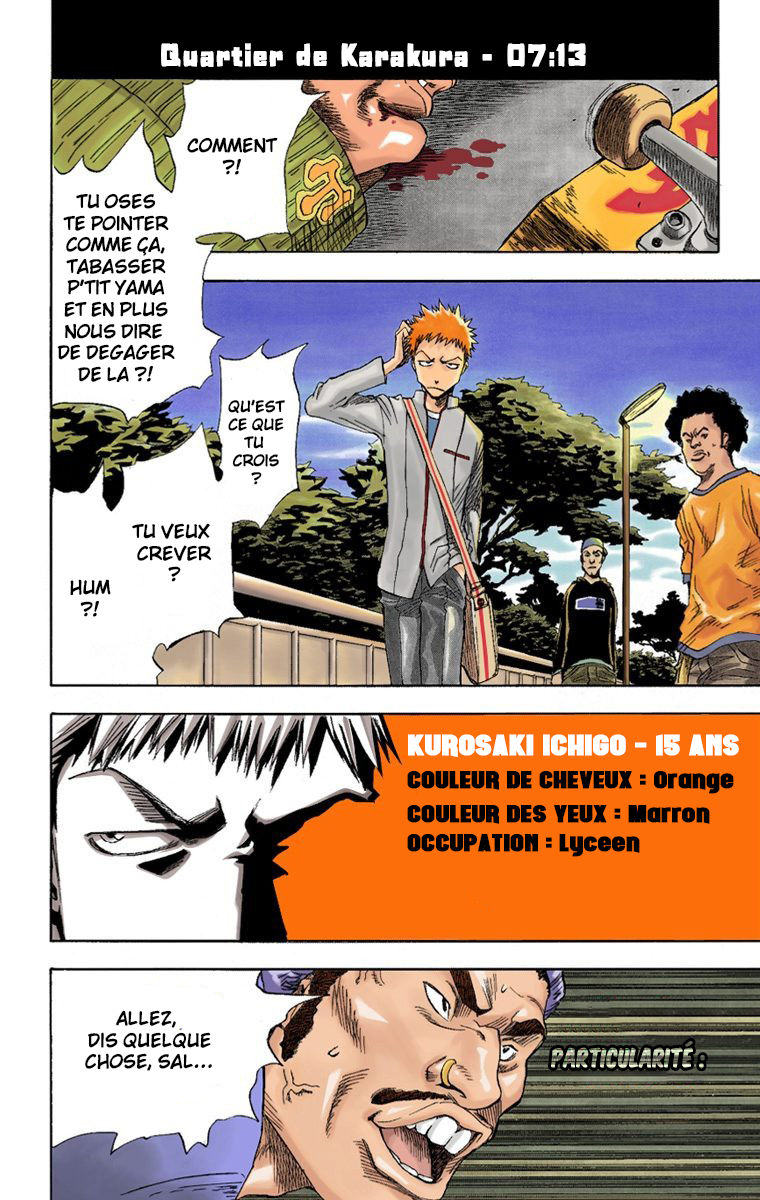 Quartier de Karakura - 07:13
COMMENT
?!
TU OSES
TE POINTER
COMME ÇA,
TABASSER
P'TIT YAMA
ET EN PLUS
NOUS DIRE
DE DEGAGER
DE LA ?!
QU'EST
CE QUE
TU
CROIS
?
TU VEUX
CREVER
?
HUM
?!
KUROSAKI ICHIGO - 15 ANS
COULEUR DE CHEVEUX : Orange
COULEUR DES YEUX : Marron
OCCUPATION : Lyceen
ALLEZ,
DIS QUELQUE
CHOSE, SAL...
PARTICULARITÉ :